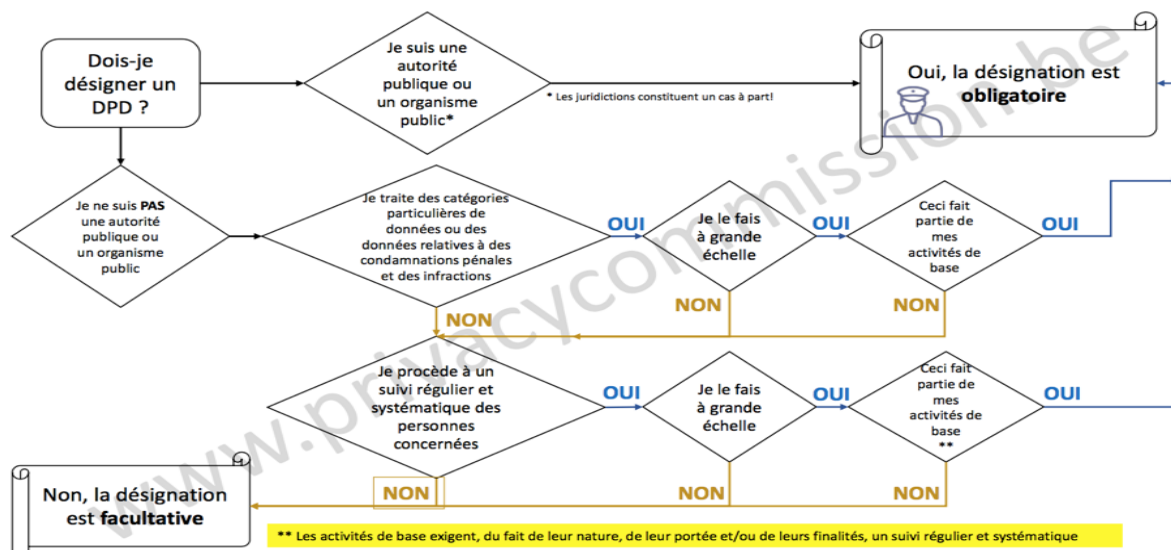 Dois-je
désigner un
DPD ?
Je suis une
autorité
publique ou
un organisme
public*
* Les juridictions constituent un cas à part!
Oui, la désignation est
obligatoire
Je ne suis PAS
une autorité
publique ou
un organisme
public
Je traite des catégories
particulières de
données ou des
données relatives à des
condamnations pénales
et des infractions
OUI
Je le fais
à grande
échelle
OUI
Ceci fait
partie de
mes
activités de
base
OUI
NON
NON
NON
Je procède à un
suivi régulier et
systématique des
personnes
concernées
OUI
Je le fais
à grande
échelle
OUI
Ceci fait
partie de
mes
activités de
base
**
OUI
NON
NON
NON
Non, la désignation
est facultative
** Les activités de base exigent, du fait de leur nature, de leur portée et/ou de leurs finalités, un suivi régulier et systématique
www.privacycommission.be